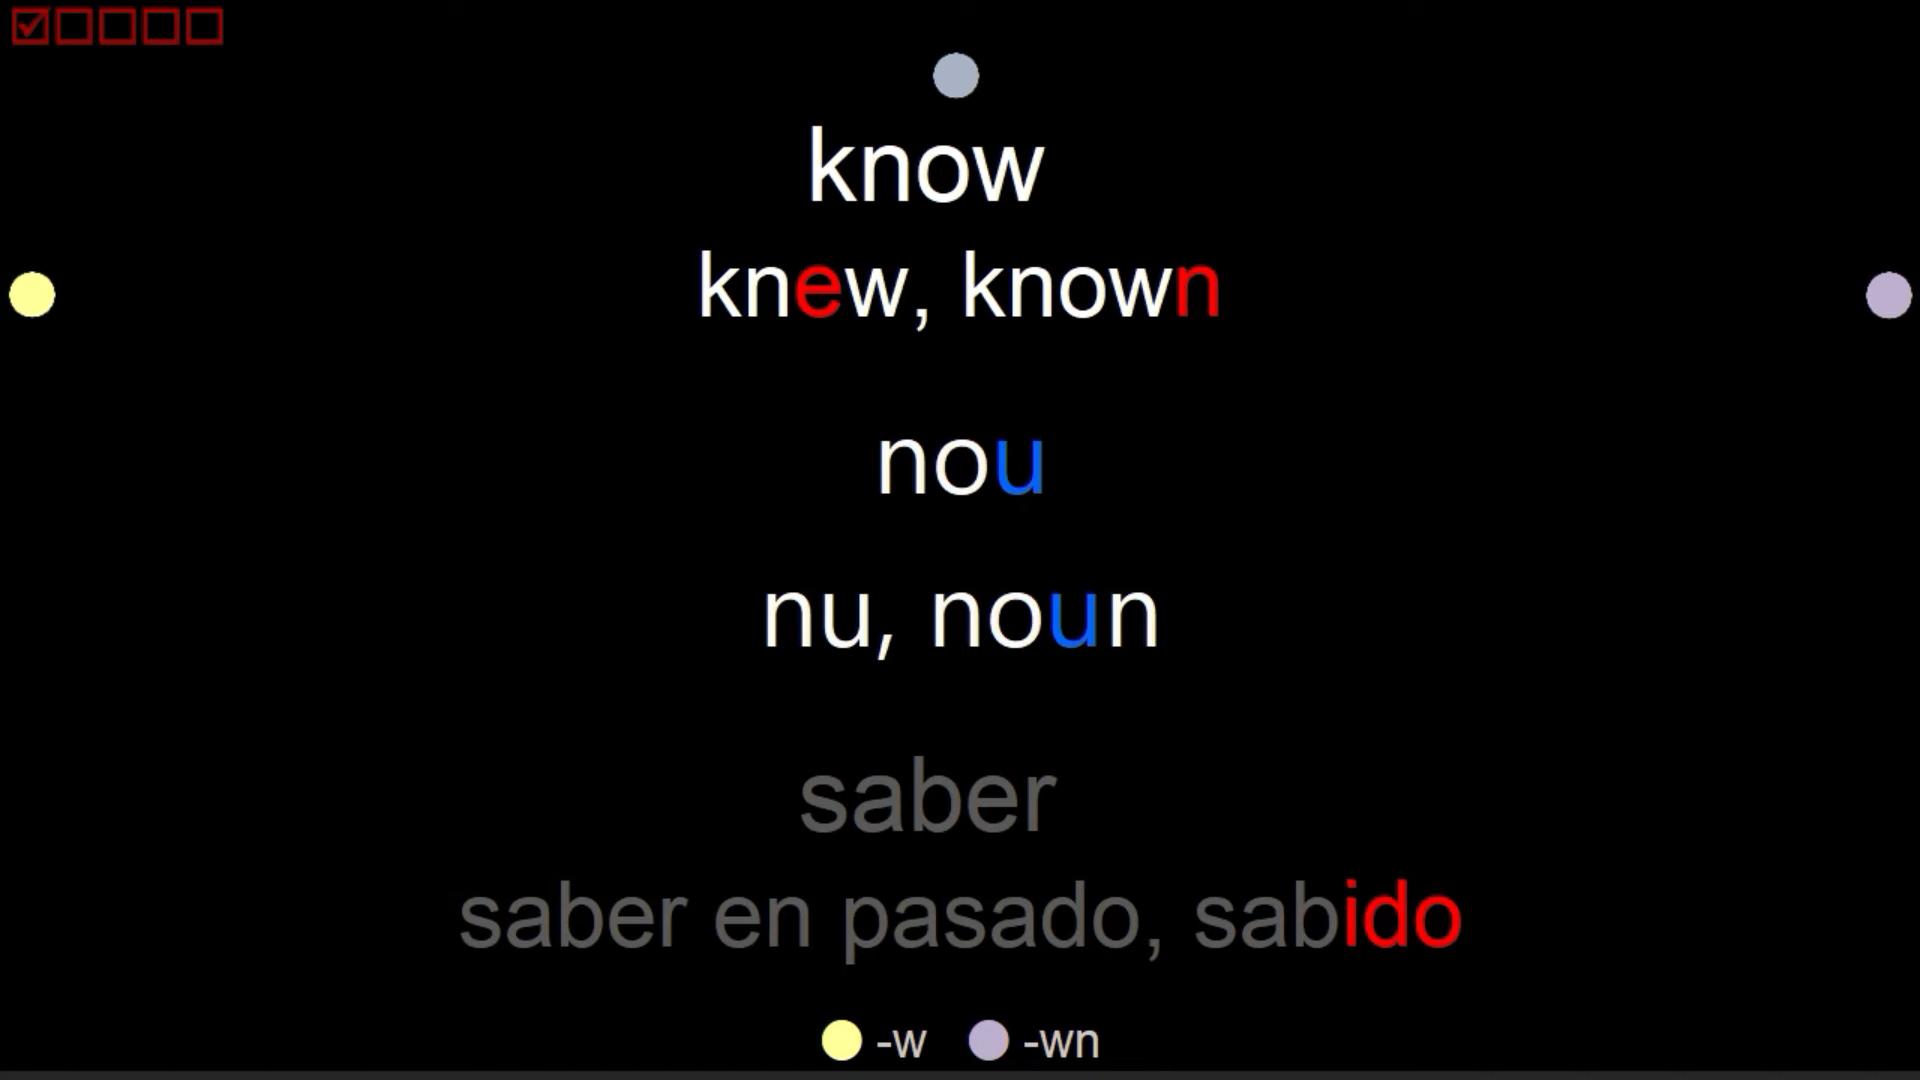 know
knew, known
nou
nu, noun
saber
saber en pasado, sabido
-w -wn